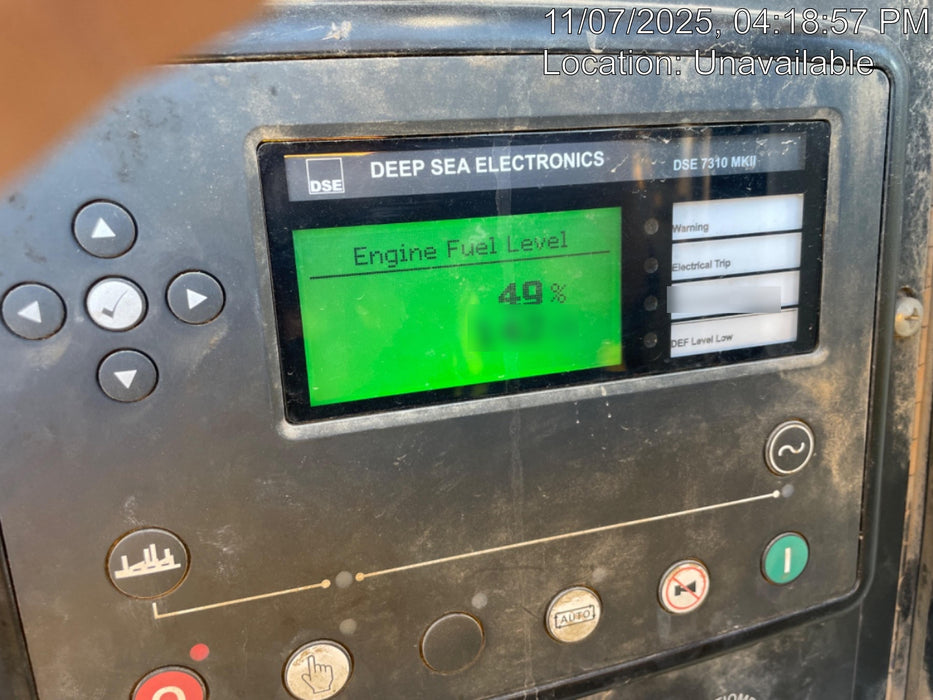 11/07/2025, 04:18:57 PM
Location: Unavailable
DSE
DEEP SEA ELECTRONICS
DSE 7310 MKII
Engine Fuel Level
49 %
Warning
Electrical Trip
DEF Level Low
AUTO